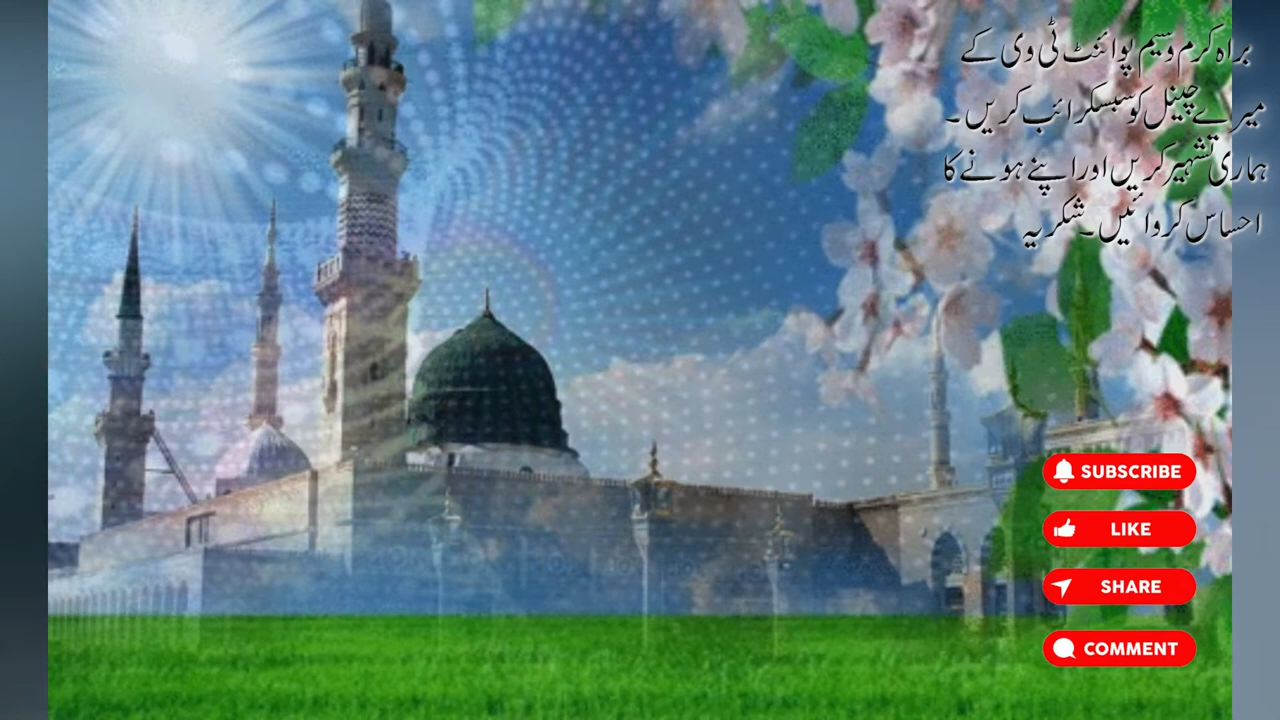 براہ کرم وسیم پوائنٹ ٹی وی کے
میرے چینل کو سبسکرائب کریں۔
ہماری تشہیر کریں اور اپنے ہونے کا
احساس کروائیں۔ شکریہ
SUBSCRIBE
LIKE
SHARE
COMMENT